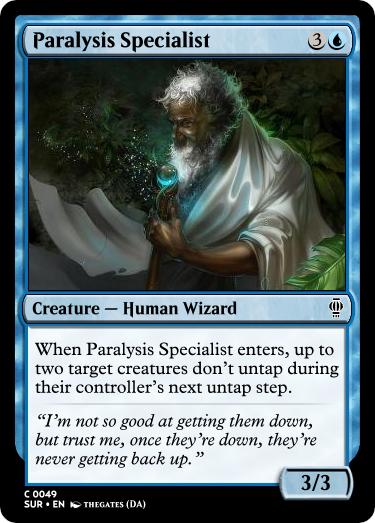 Paralysis Specialist 3
Creature — Human Wizard
When Paralysis Specialist enters, up to
two target creatures don't untap during
their controller's next untap step.
“I'm not so good at getting them down,
but trust me, once they're down, they're
never getting back up.”
3/3
C 0049
SUR • EN THEGATES (DA)